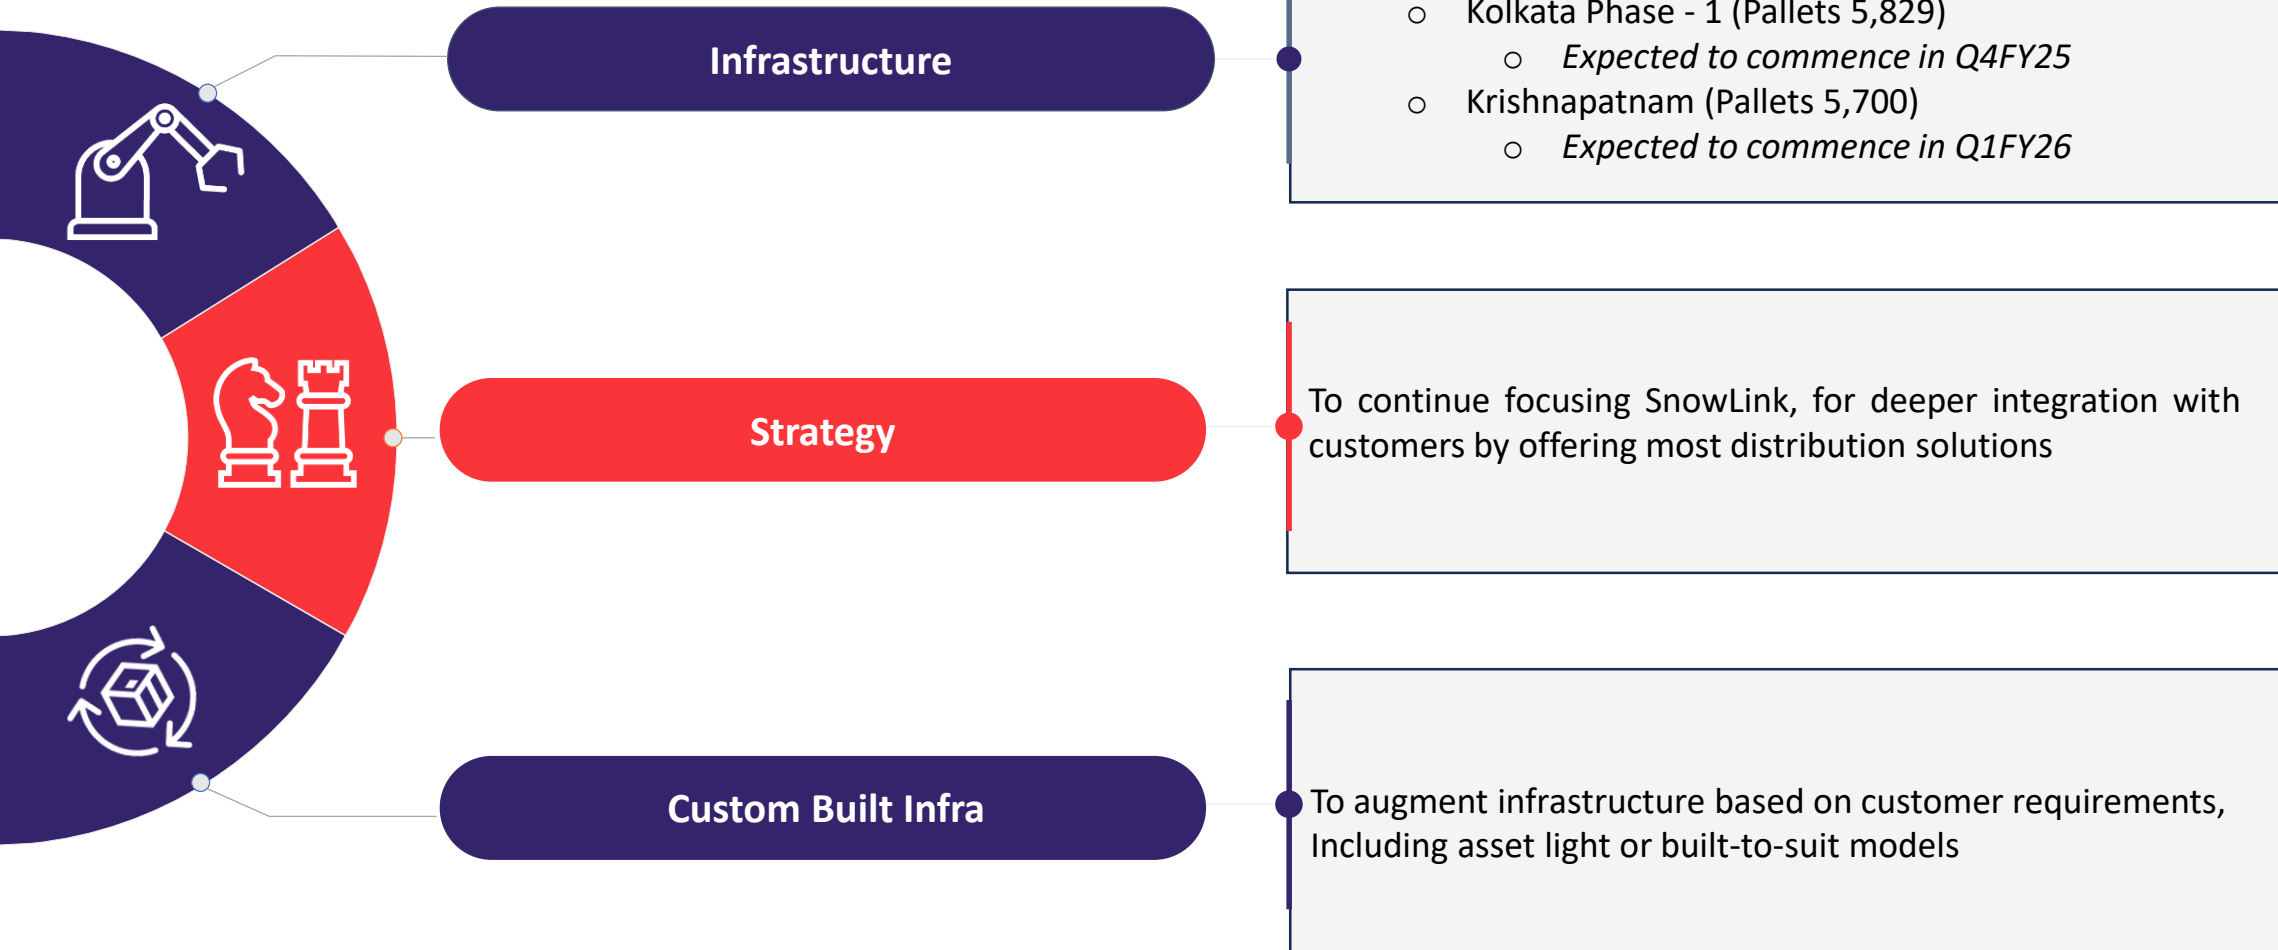 Infrastructure
○ Kolkata Phase - 1 (Pallets 5,829)
○ Expected to commence in Q4FY25
○ Krishnapatnam (Pallets 5,700)
○ Expected to commence in Q1FY26
Strategy
To continue focusing SnowLink, for deeper integration with
customers by offering most distribution solutions
Custom Built Infra
To augment infrastructure based on customer requirements,
Including asset light or built-to-suit models